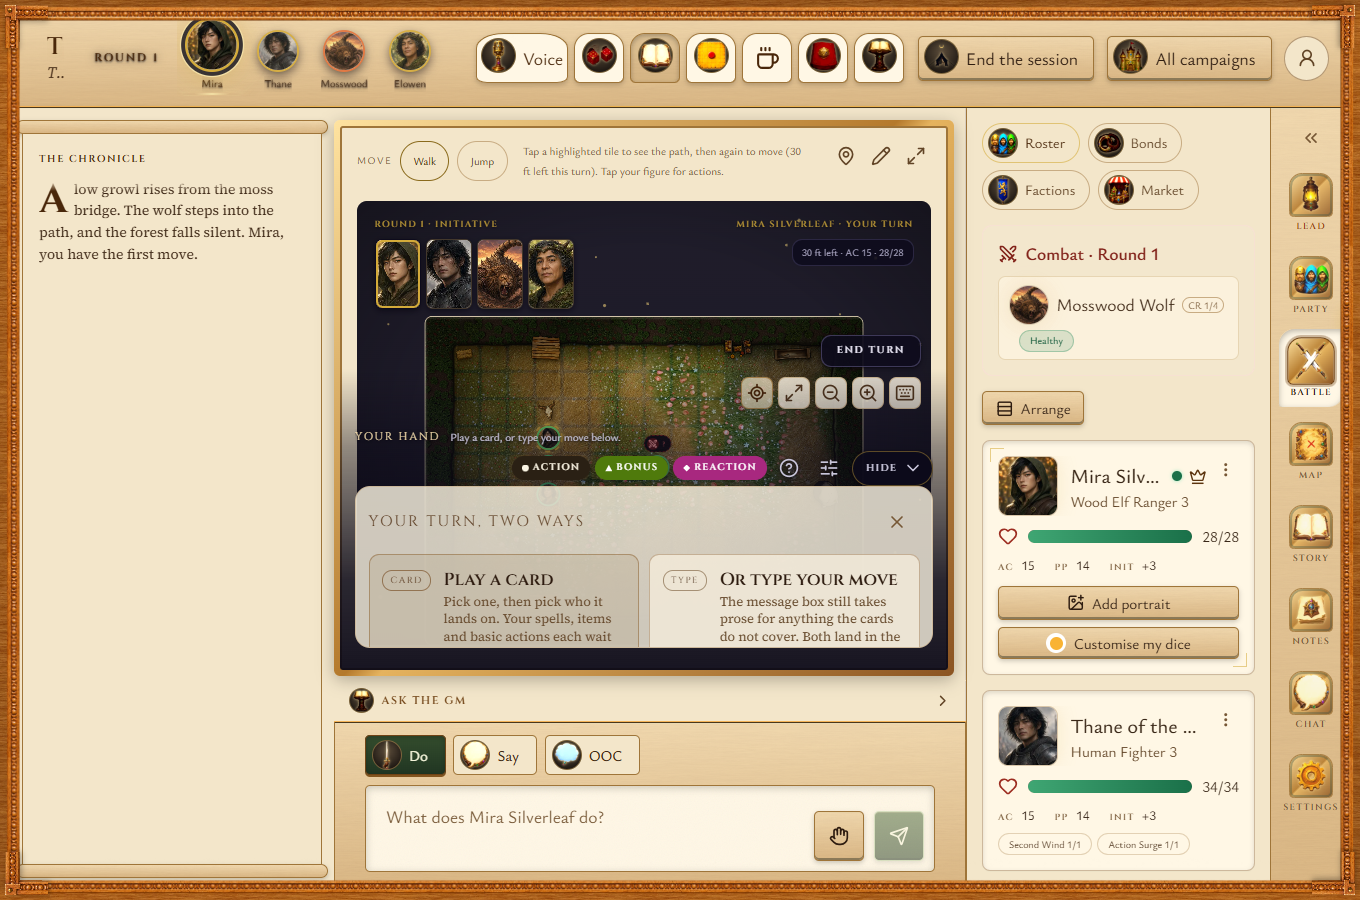 T
T..
ROUND 1
Mira
Thane
Mosswood
Elowen
Voice
End the session
All campaigns
THE CHRONICLE
A low growl rises from the moss
bridge. The wolf steps into the
path, and the forest falls silent. Mira,
you have the first move.
MOVE
Walk
Jump
Tap a highlighted tile to see the path, then again to move (30
ft left this turn). Tap your figure for actions.
ROUND 1 · INITIATIVE
MIRA SILVERLEAF · YOUR TURN
30 ft left · AC 15 · 28/28
END TURN
YOUR HAND
Play a card, or type your move below.
ACTION
BONUS
REACTION
HIDE
YOUR TURN, TWO WAYS
CARD
PLAY A CARD
Pick one, then pick who it
lands on. Your spells, items
and basic actions each wait
TYPE
OR TYPE YOUR MOVE
The message box still takes
prose for anything the cards
do not cover. Both land in the
ASK THE GM
Do
Say
OOC
What does Mira Silverleaf do?
Roster
Bonds
Factions
Market
Combat · Round 1
Mosswood Wolf
CR 1/4
Healthy
Arrange
Mira Silv...
Wood Elf Ranger 3
28/28
AC 15 PP 14 INIT +3
Add portrait
Customise my dice
Thane of the ...
Human Fighter 3
34/34
AC 15 PP 14 INIT +3
Second Wind 1/1
Action Surge 1/1
LEAD
PARTY
BATTLE
MAP
STORY
NOTES
CHAT
SETTINGS